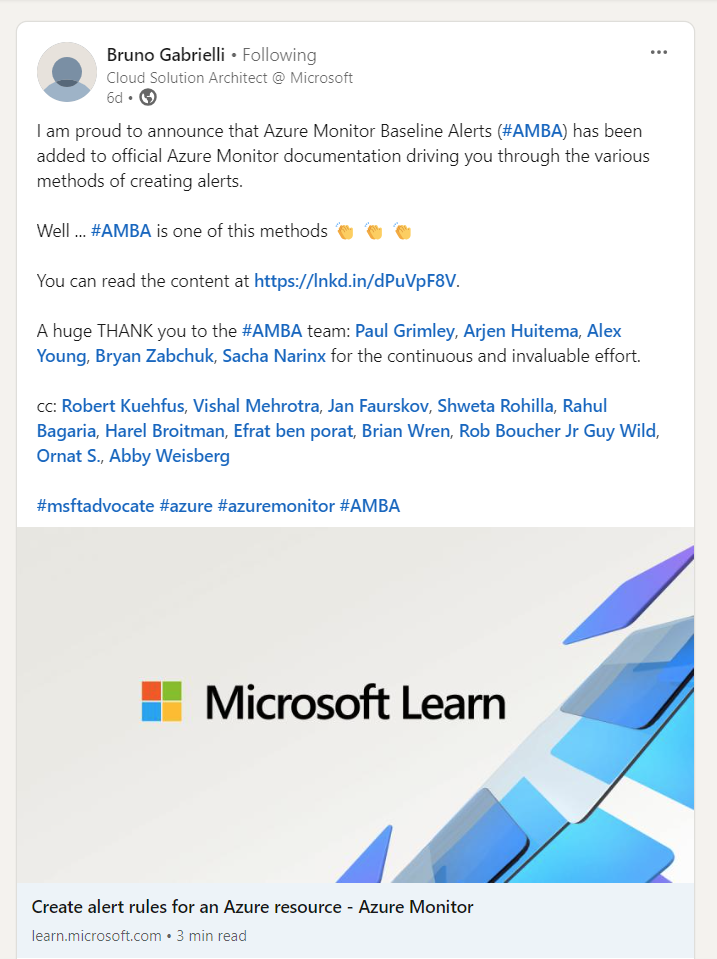 Bruno Gabrielli • Following
Cloud Solution Architect @ Microsoft
6d •
I am proud to announce that Azure Monitor Baseline Alerts (#AMBA) has been
added to official Azure Monitor documentation driving you through the various
methods of creating alerts.
Well ... #AMBA is one of this methods 👏 👏 👏
You can read the content at https://lnkd.in/dPuVpF8V.
A huge THANK you to the #AMBA team: Paul Grimley, Arjen Huitema, Alex
Young, Bryan Zabchuk, Sacha Narinx for the continuous and invaluable effort.
cc: Robert Kuehfus, Vishal Mehrotra, Jan Faurskov, Shweta Rohilla, Rahul
Bagaria, Harel Broitman, Efrat ben porat, Brian Wren, Rob Boucher Jr Guy Wild,
Ornat S., Abby Weisberg
#msftadvocate #azure #azuremonitor #AMBA
Microsoft Learn
Create alert rules for an Azure resource - Azure Monitor
learn.microsoft.com • 3 min read